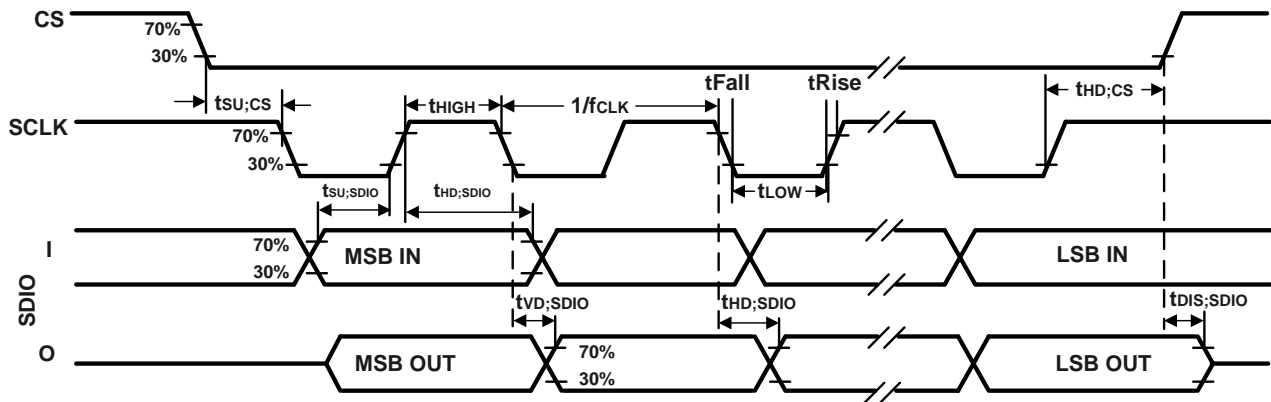 CS
70%
30%
tFall
tRise
tSU;CS
tHIGH
1/fCLK
tHD;CS
SCLK
70%
30%
tSU;SDIO
tHD;SDIO
tLOW
SDIO
I
70%
30%
MSB IN
LSB IN
tVD;SDIO
tHD;SDIO
tDIS;SDIO
O
MSB OUT
70%
30%
LSB OUT